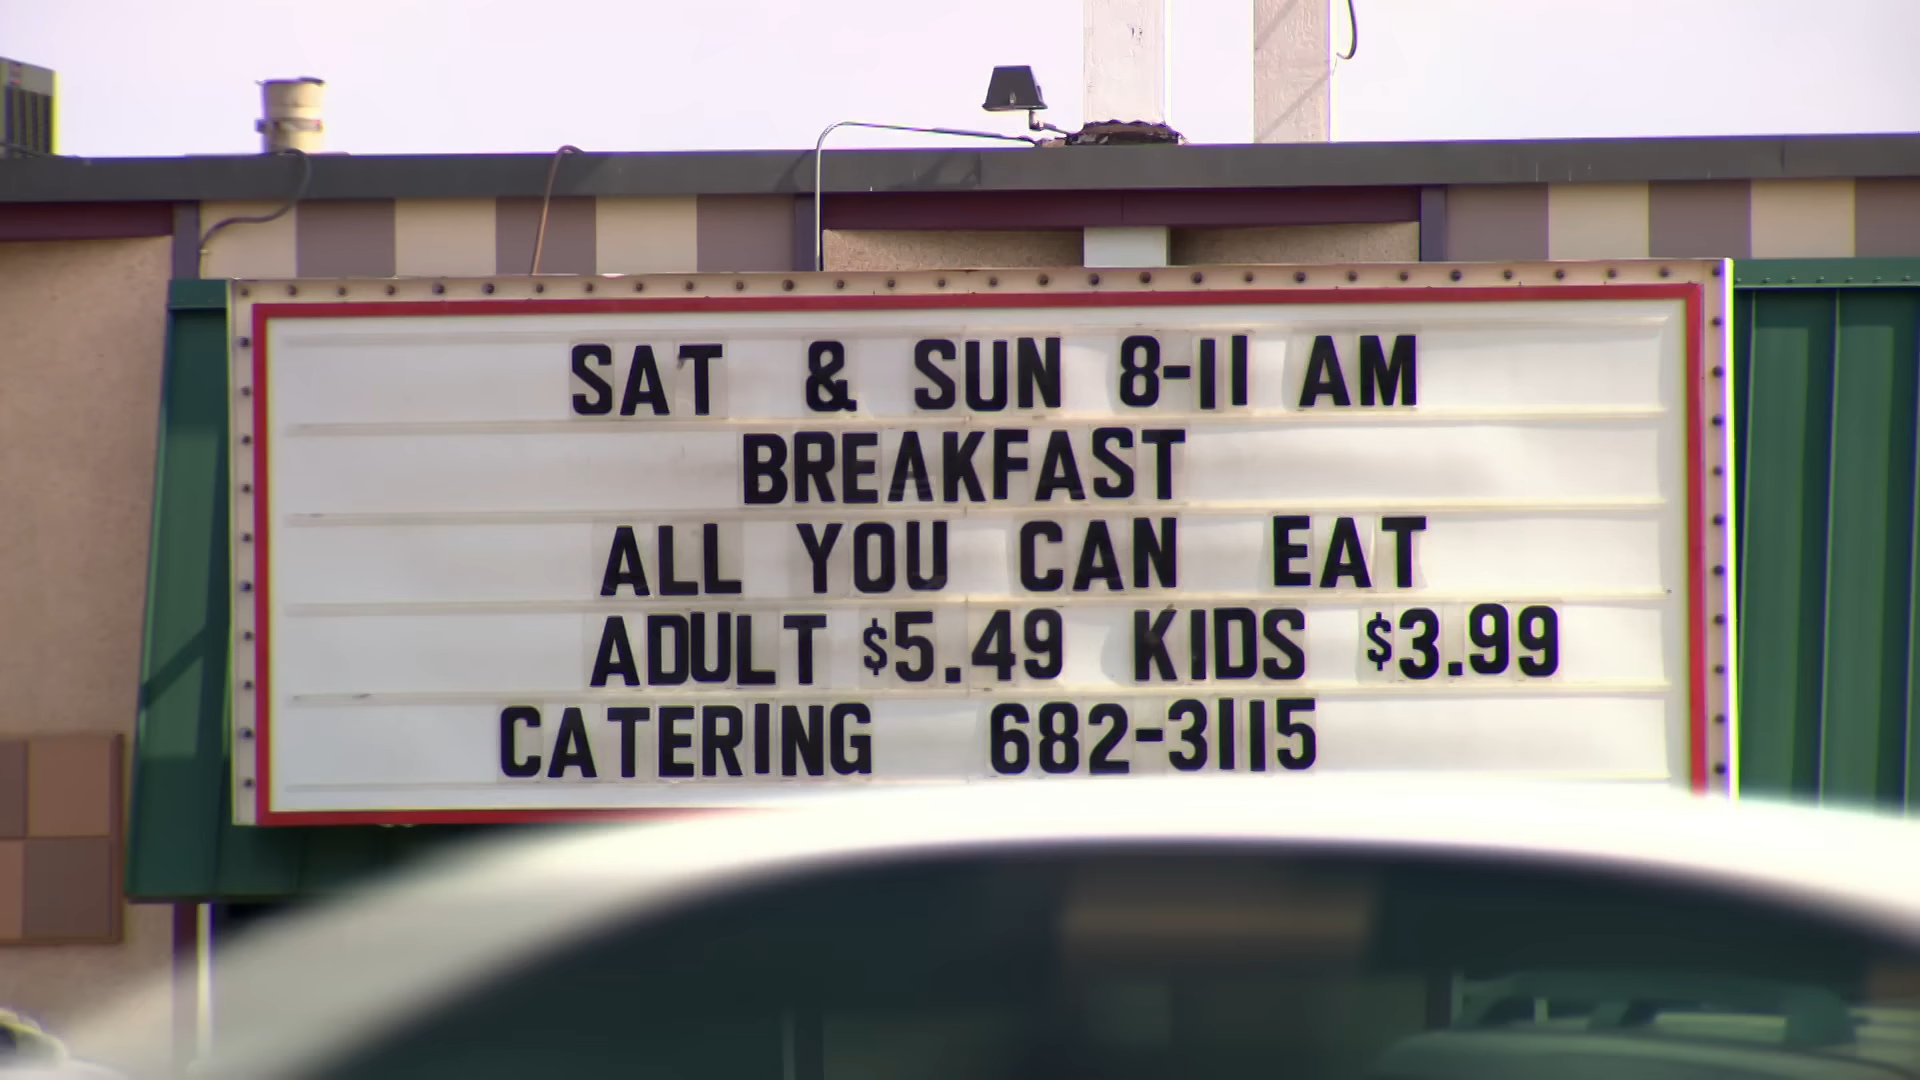 SAT & SUN 8-11 AM
BREAKFAST
ALL YOU CAN EAT
ADULT $5.49 KIDS $3.99
CATERING 682-3115